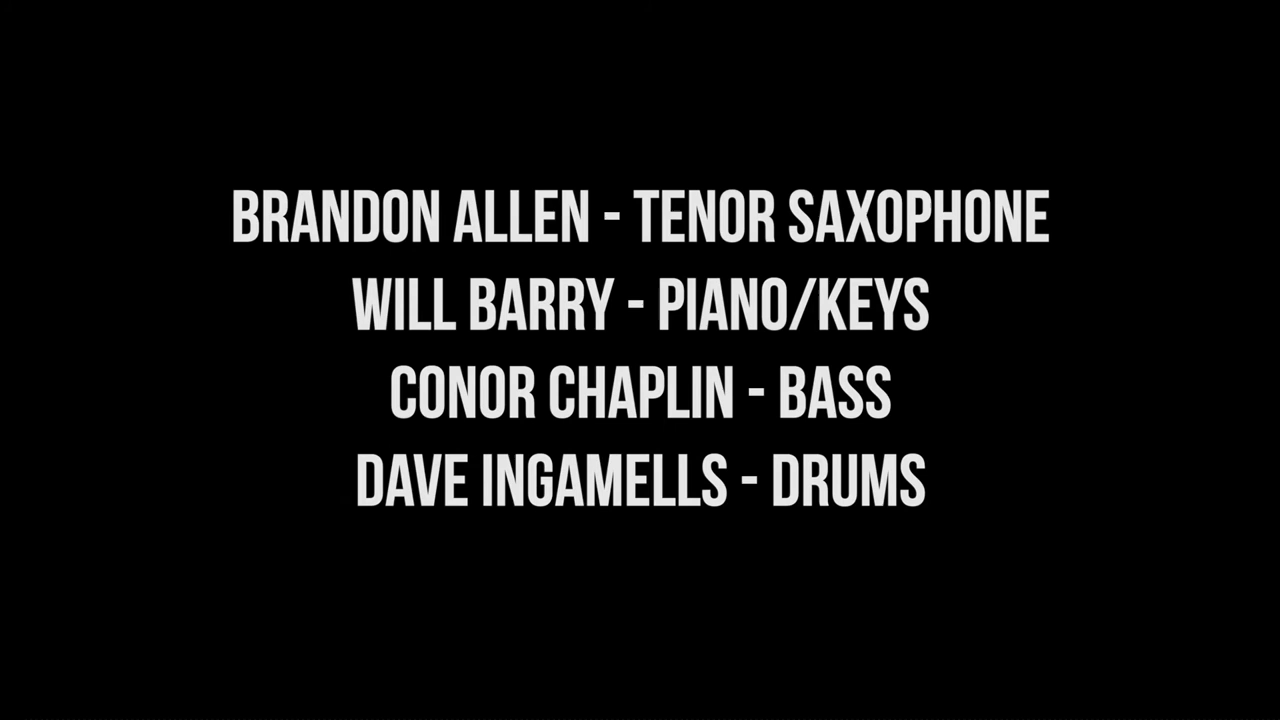 BRANDON ALLEN - TENOR SAXOPHONE
WILL BARRY - PIANO/KEYS
CONOR CHAPLIN - BASS
DAVE INGAMELLS - DRUMS